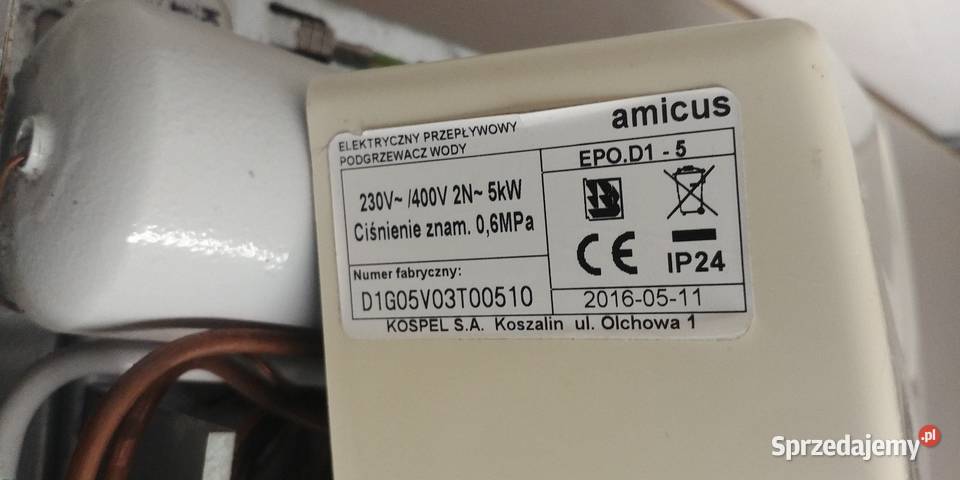 amicus
ELEKTRYCZNY PRZEPŁYWOWY
PODGRZEWACZ WODY
EPO.D1 - 5
230V~ /400V 2N~ 5kW
Ciśnienie znam. 0,6MPa
CE
IP24
Numer fabryczny:
D1G05V03T00510
2016-05-11
KOSPEL S.A. Koszalin ul. Olchowa 1
Sprzedajemy.pl